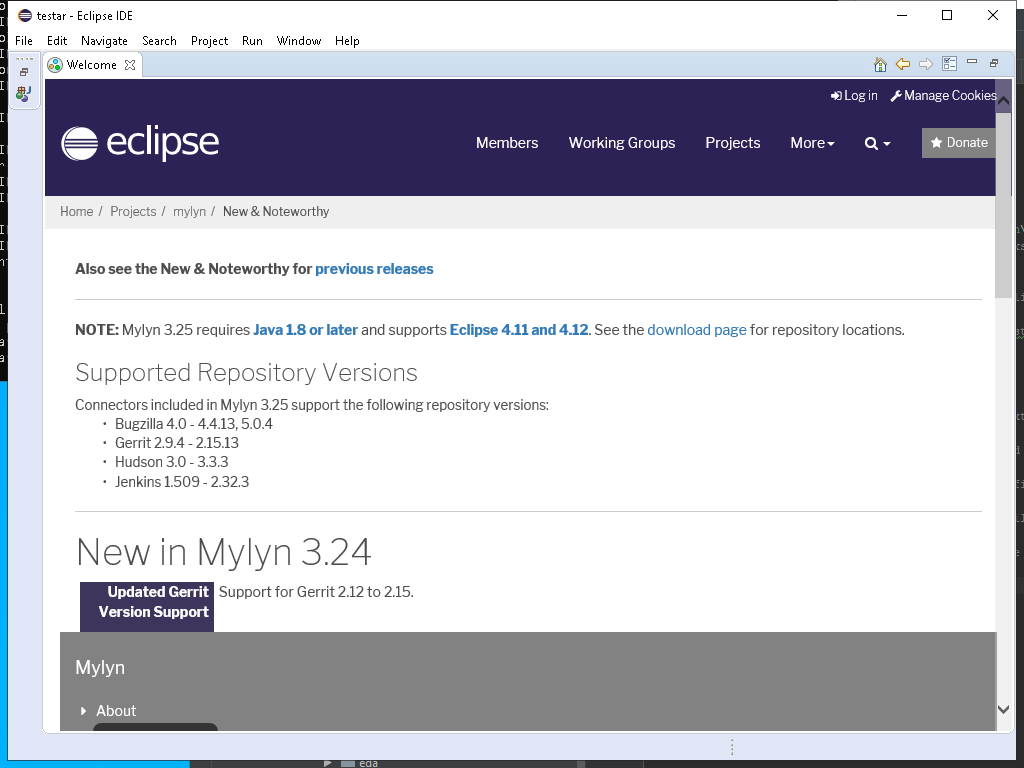 testar - Eclipse IDE
File Edit Navigate Search Project Run Window Help
Welcome
Log in Manage Cookies
eclipse Members Working Groups Projects More Donate
Home / Projects / mylyn / New & Noteworthy
Also see the New & Noteworthy for previous releases
NOTE: Mylyn 3.25 requires Java 1.8 or later and supports Eclipse 4.11 and 4.12. See the download page for repository locations.
Supported Repository Versions
Connectors included in Mylyn 3.25 support the following repository versions:
• Bugzilla 4.0 - 4.4.13, 5.0.4
• Gerrit 2.9.4 - 2.15.13
• Hudson 3.0 - 3.3.3
• Jenkins 1.509 - 2.32.3
New in Mylyn 3.24
Updated Gerrit Support for Gerrit 2.12 to 2.15.
Version Support
Mylyn
About
eda